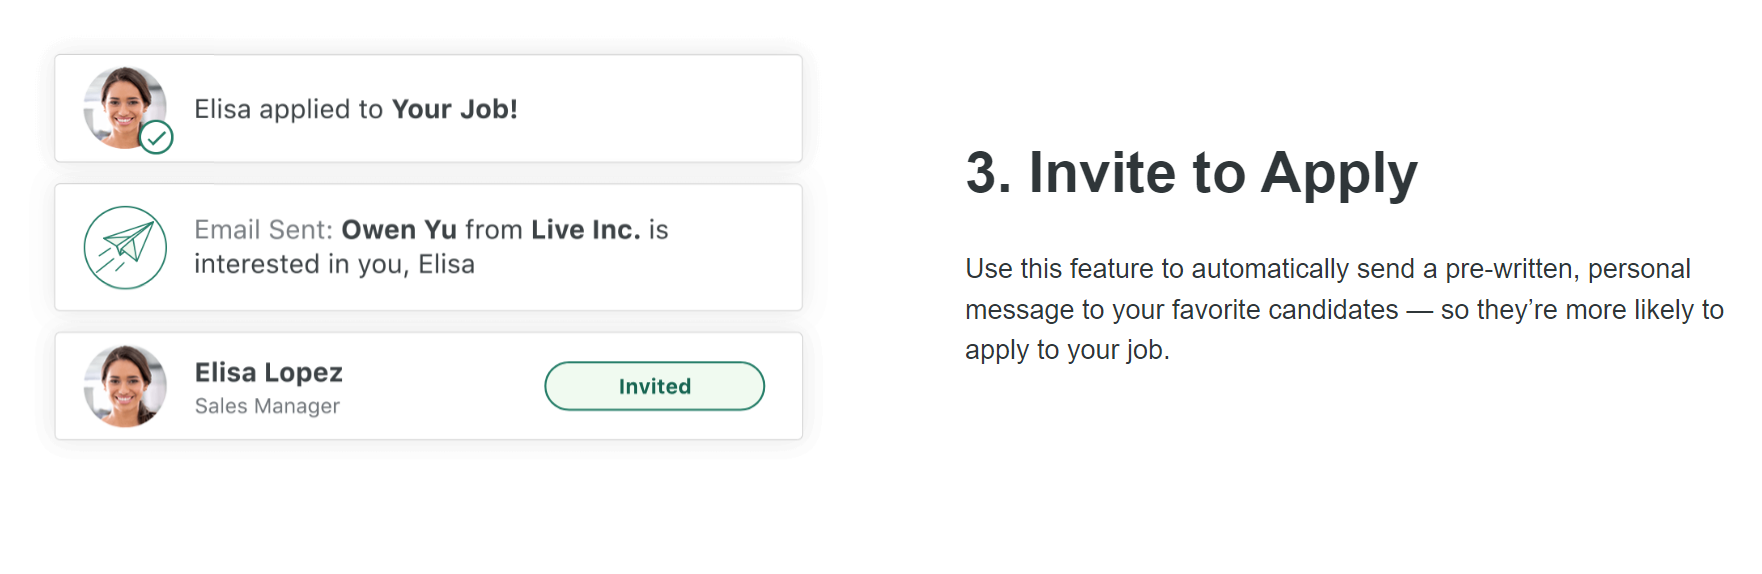 Elisa applied to Your Job!
Email Sent: Owen Yu from Live Inc. is
interested in you, Elisa
Elisa Lopez
Sales Manager
Invited
3. Invite to Apply
Use this feature to automatically send a pre-written, personal
message to your favorite candidates — so they’re more likely to
apply to your job.